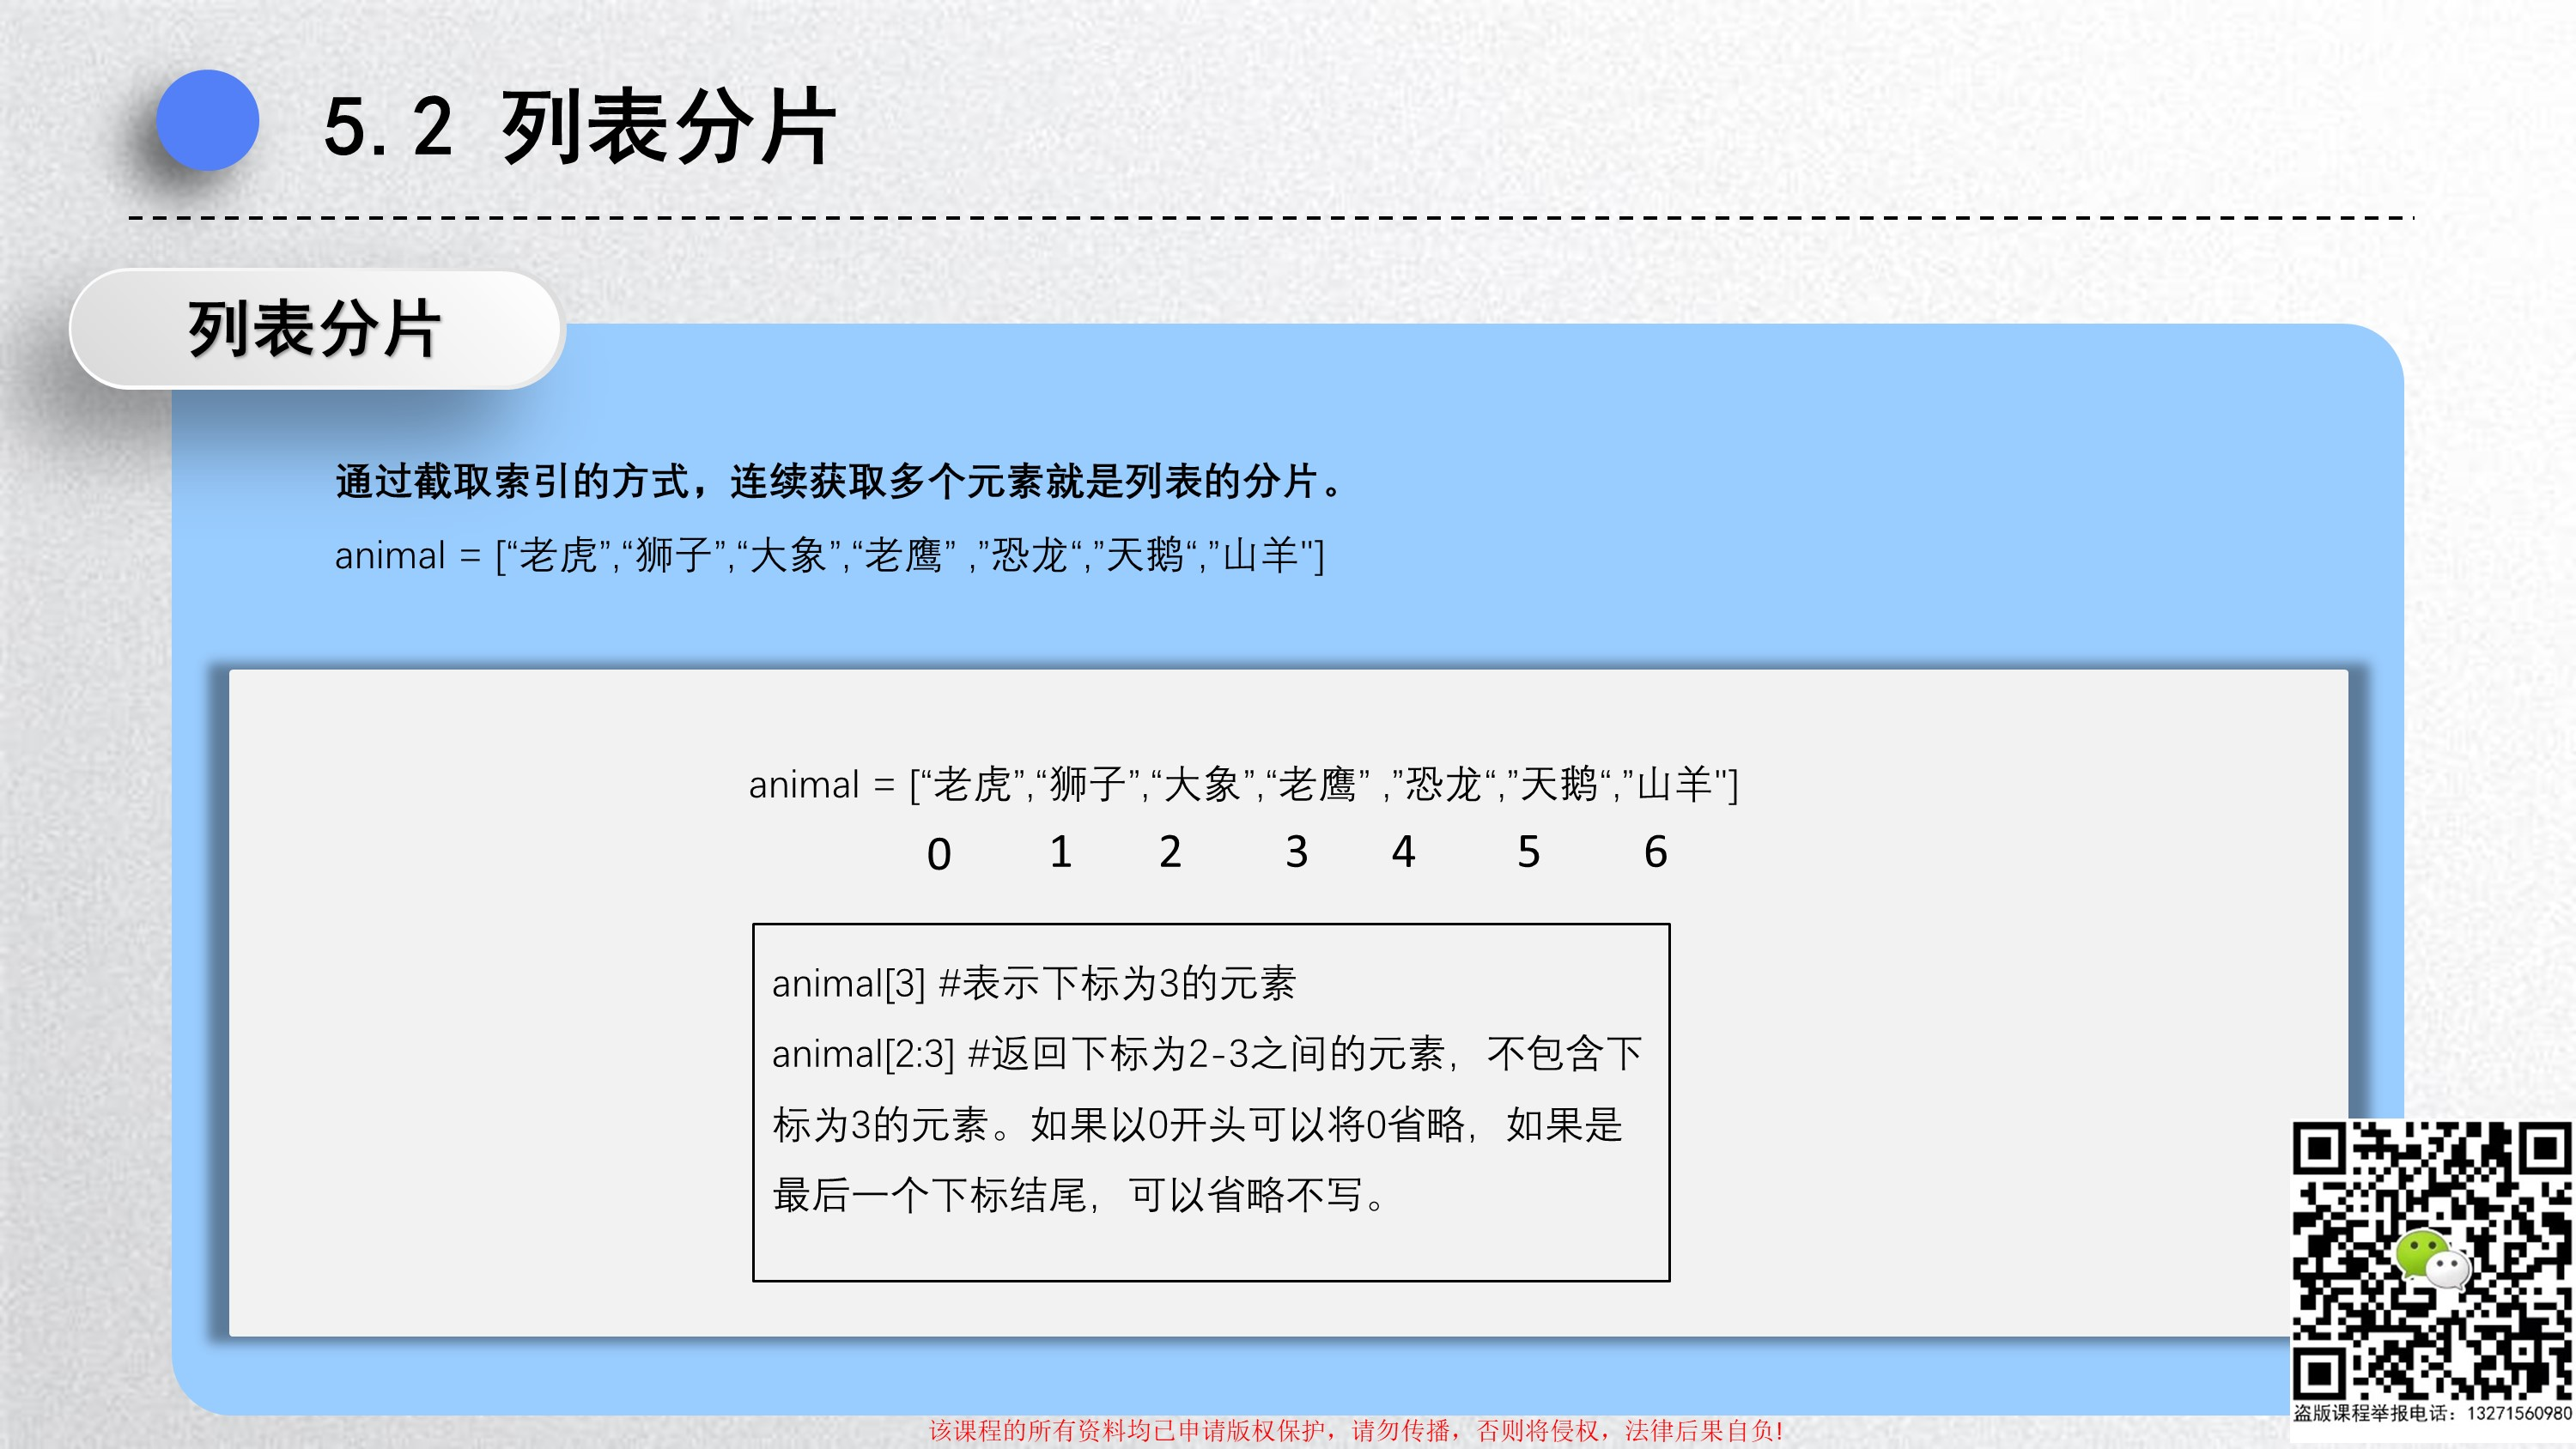 5.2 列表分片
列表分片
通过截取索引的方式，连续获取多个元素就是列表的分片。
animal = [“老虎”,“狮子”,“大象”,“老鹰” ,”恐龙“,”天鹅“,”山羊"]
animal = [“老虎”,“狮子”,“大象”,“老鹰” ,”恐龙“,”天鹅“,”山羊"]
0 1 2 3 4 5 6
animal[3] #表示下标为3的元素
animal[2:3] #返回下标为2-3之间的元素，不包含下
标为3的元素。如果以0开头可以将0省略，如果是
最后一个下标结尾，可以省略不写。
盗版课程举报电话：13271560980
该课程的所有资料均已申请版权保护，请勿传播，否则将侵权，法律后果自负!